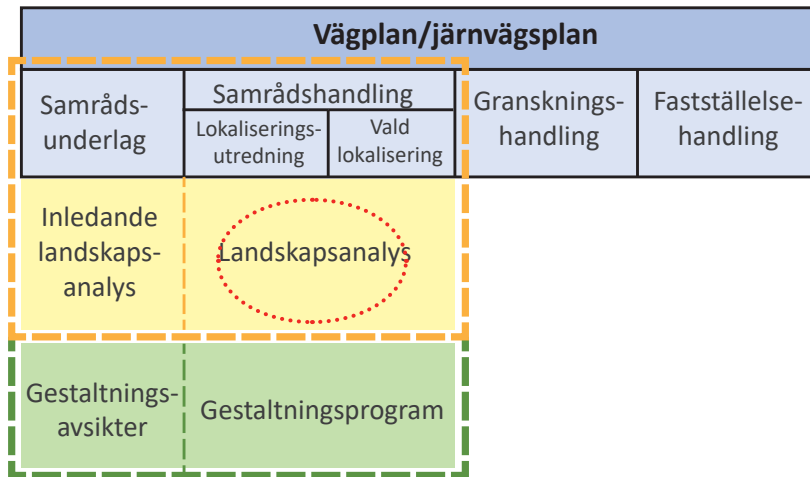 Vägplan/järnvägsplan
Samråds-
underlag
Samrådshandling
Lokaliserings-
utredning
Vald
lokalisering
Gransknings-
handling
Fastställelse-
handling
Inledande
landskaps-
analys
Landskapsanalys
Gestaltnings-
avsikter
Gestaltningsprogram